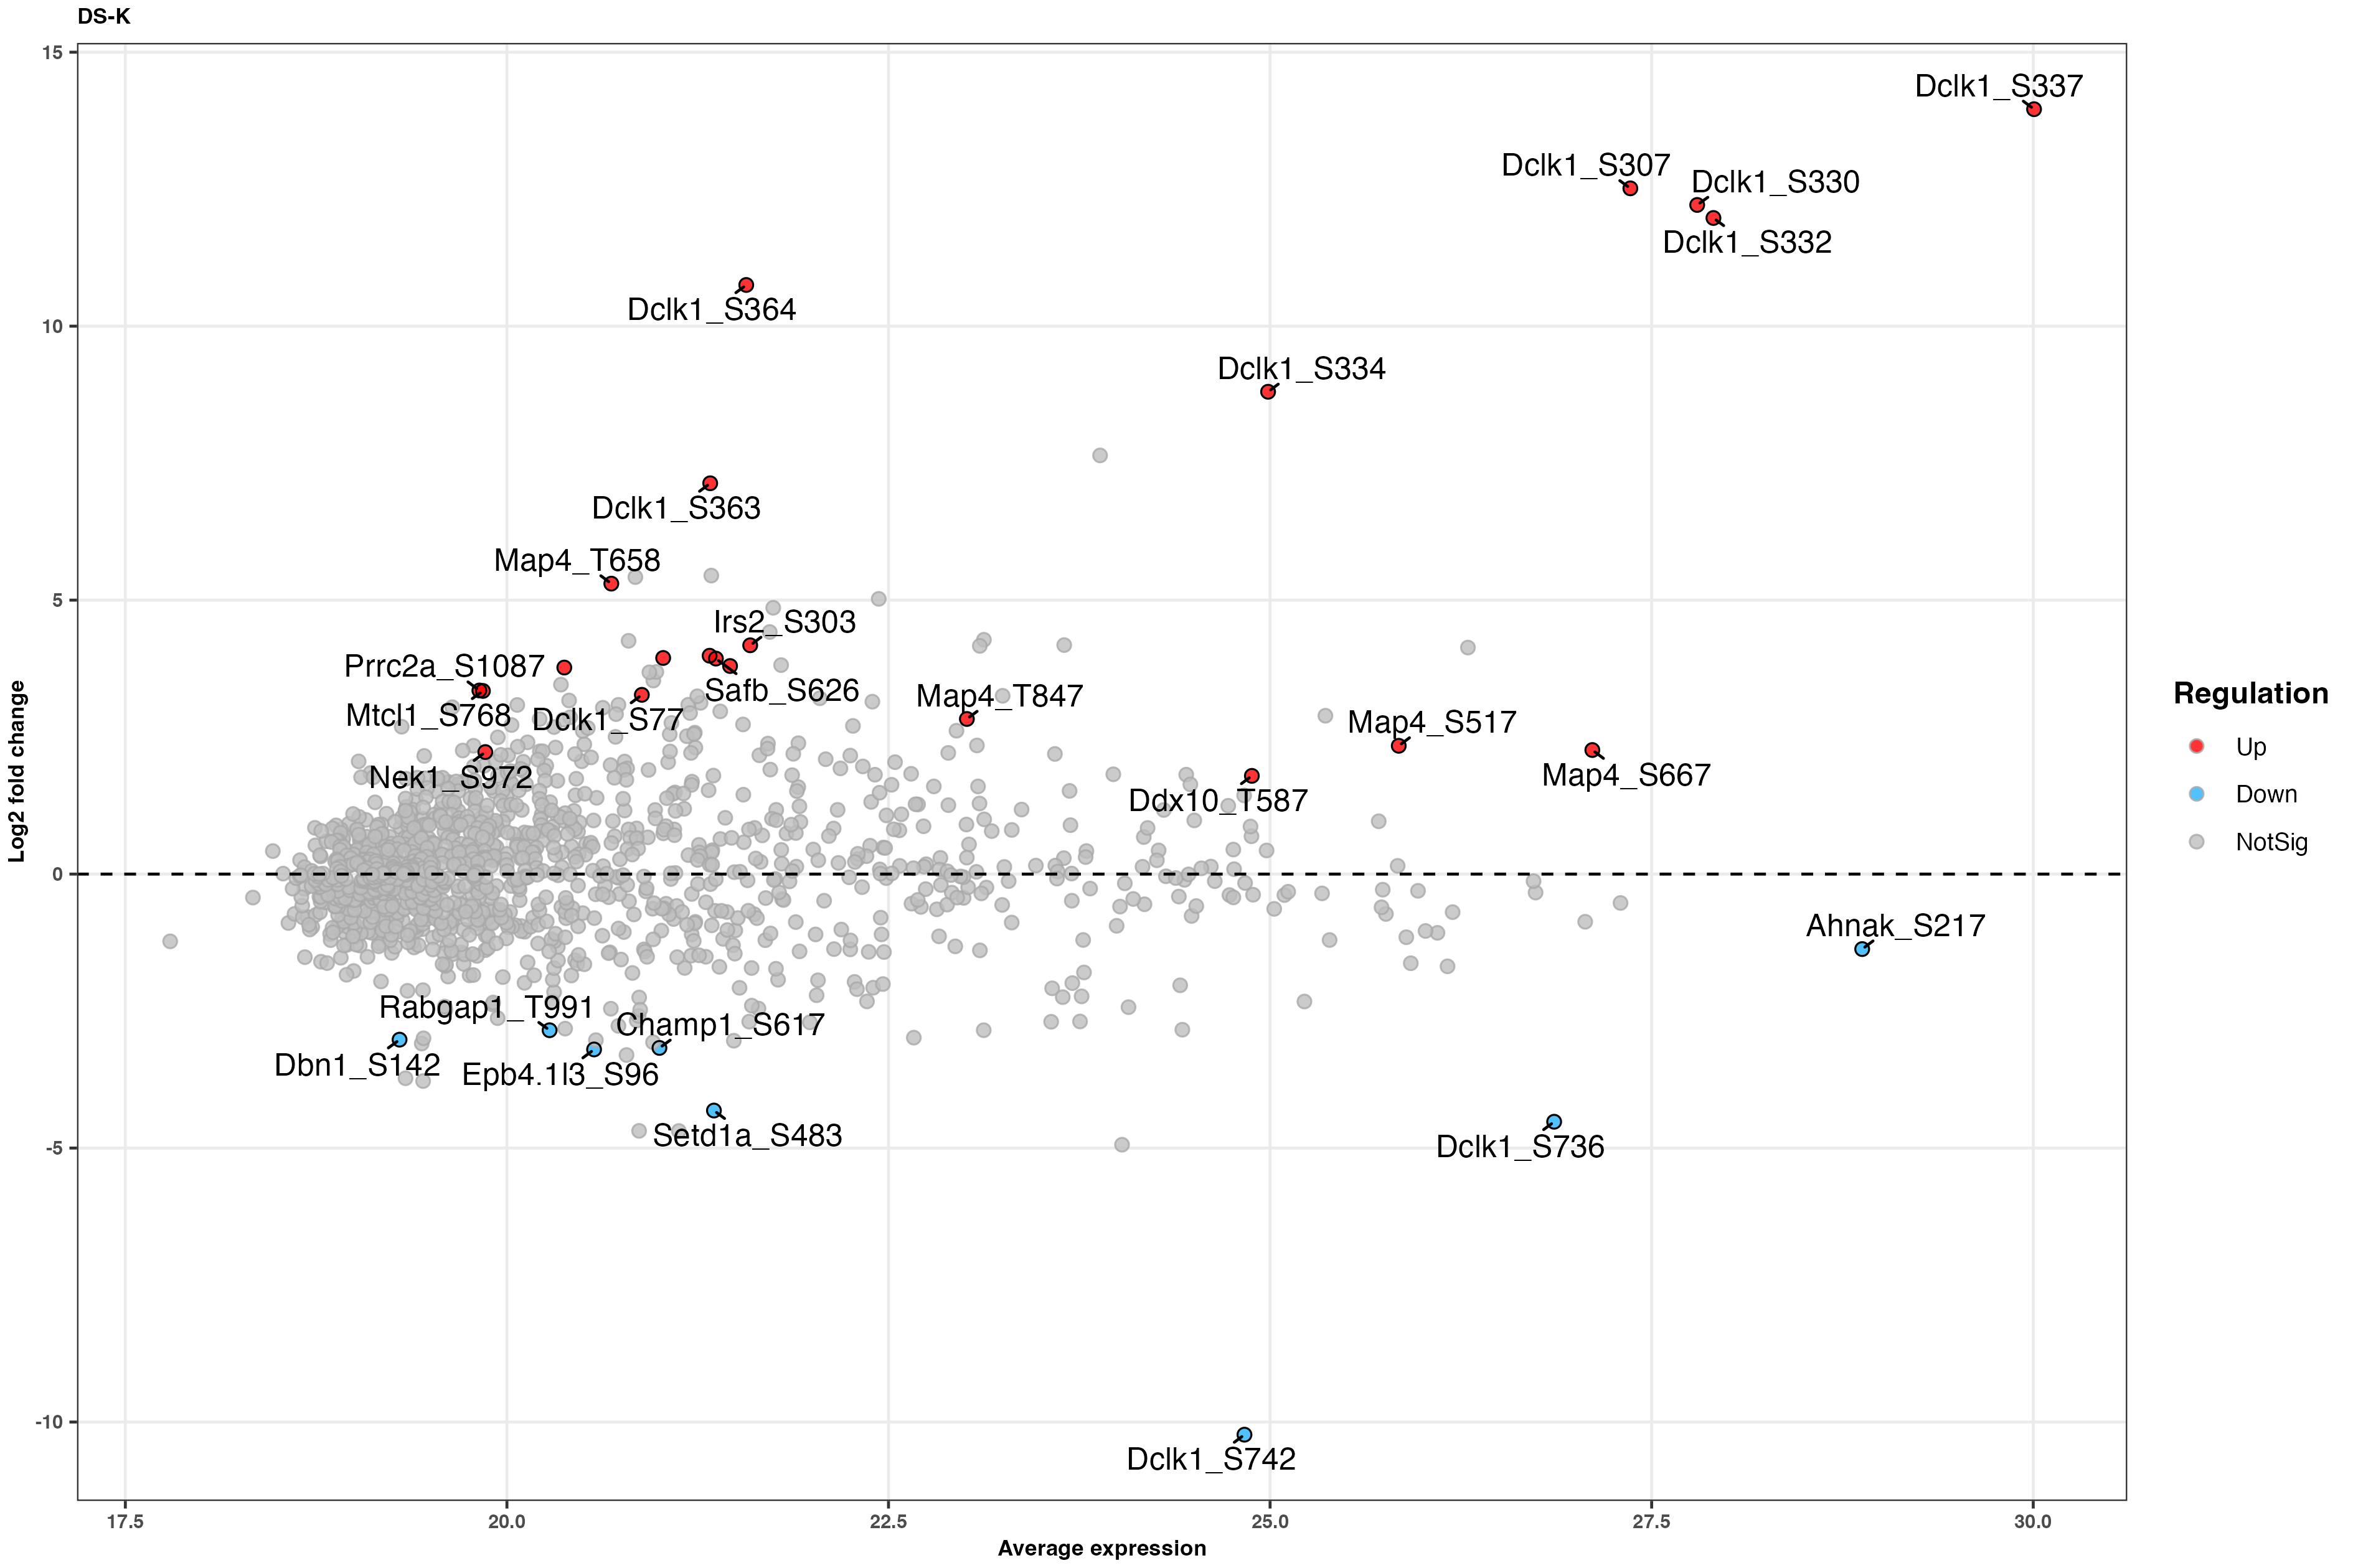 DS-K
15
10
5
0
-5
-10
Log2 fold change
Dclk1_S337
Dclk1_S307
Dclk1_S330
Dclk1_S332
Dclk1_S364
Dclk1_S334
Dclk1_S363
Map4_T658
Irs2_S303
Prrc2a_S1087
Safb_S626
Map4_T847
Mtcl1_S768
Dclk1_S77
Map4_S517
Nek1_S972
Map4_S667
Ddx10_T587
Ahnak_S217
Rabgap1_T991
Champ1_S617
Dbn1_S142
Epb4.1l3_S96
Setd1a_S483
Dclk1_S736
Dclk1_S742
17.5
20.0
22.5
25.0
27.5
30.0
Average expression
Regulation
Up
Down
NotSig